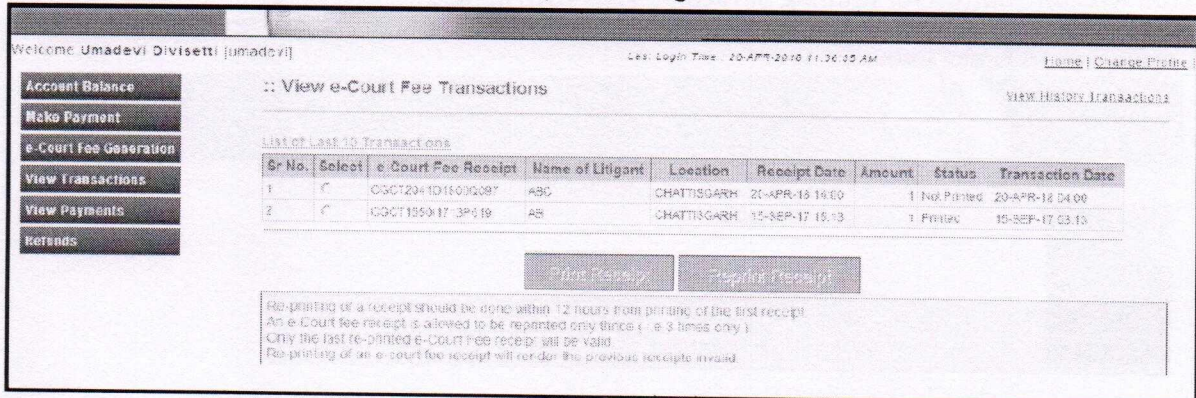 Welcome Umadevi Divisetti [umadevi]
Last Login Time : 20-APR-2018 11:36:05 AM
Home | Change Profile |
Account Balance
Make Payment
e-Court Fee Generation
View Transactions
View Payments
Refunds
:: View e-Court Fee Transactions
View History Transactions
List of Last 10 Transactions
Sr No. Select e-Court Fee Receipt Name of Litigant Location Receipt Date Amount Status Transaction Date
1 ABC CHATTISGARH 20-APR-18 16:00 1 Not Printed 20-APR-18 04:00
2 AB CHATTISGARH 15-SEP-17 15:13 1 Printed 15-SEP-17 03:13
Print Receipt Reprint Receipt
Re-printing of a receipt should be done within 12 hours from printing of the first receipt
An e-Court fee receipt is allowed to be reprinted only thrice ( i.e 3 times only )
Only the last re-printed e-Court Fee receipt will be valid
Re-printing of an e-court fee receipt will render the previous receipts invalid